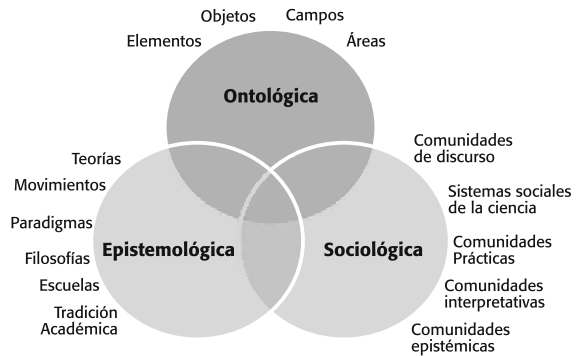 Objetos
Campos
Elementos
Áreas
Ontológica
Comunidades
de discurso
Teorías
Movimientos
Sistemas sociales
de la ciencia
Paradigmas
Epistemológica
Sociológica
Comunidades
Prácticas
Filosofías
Escuelas
Comunidades
interpretativas
Tradición
Académica
Comunidades
epistémicas